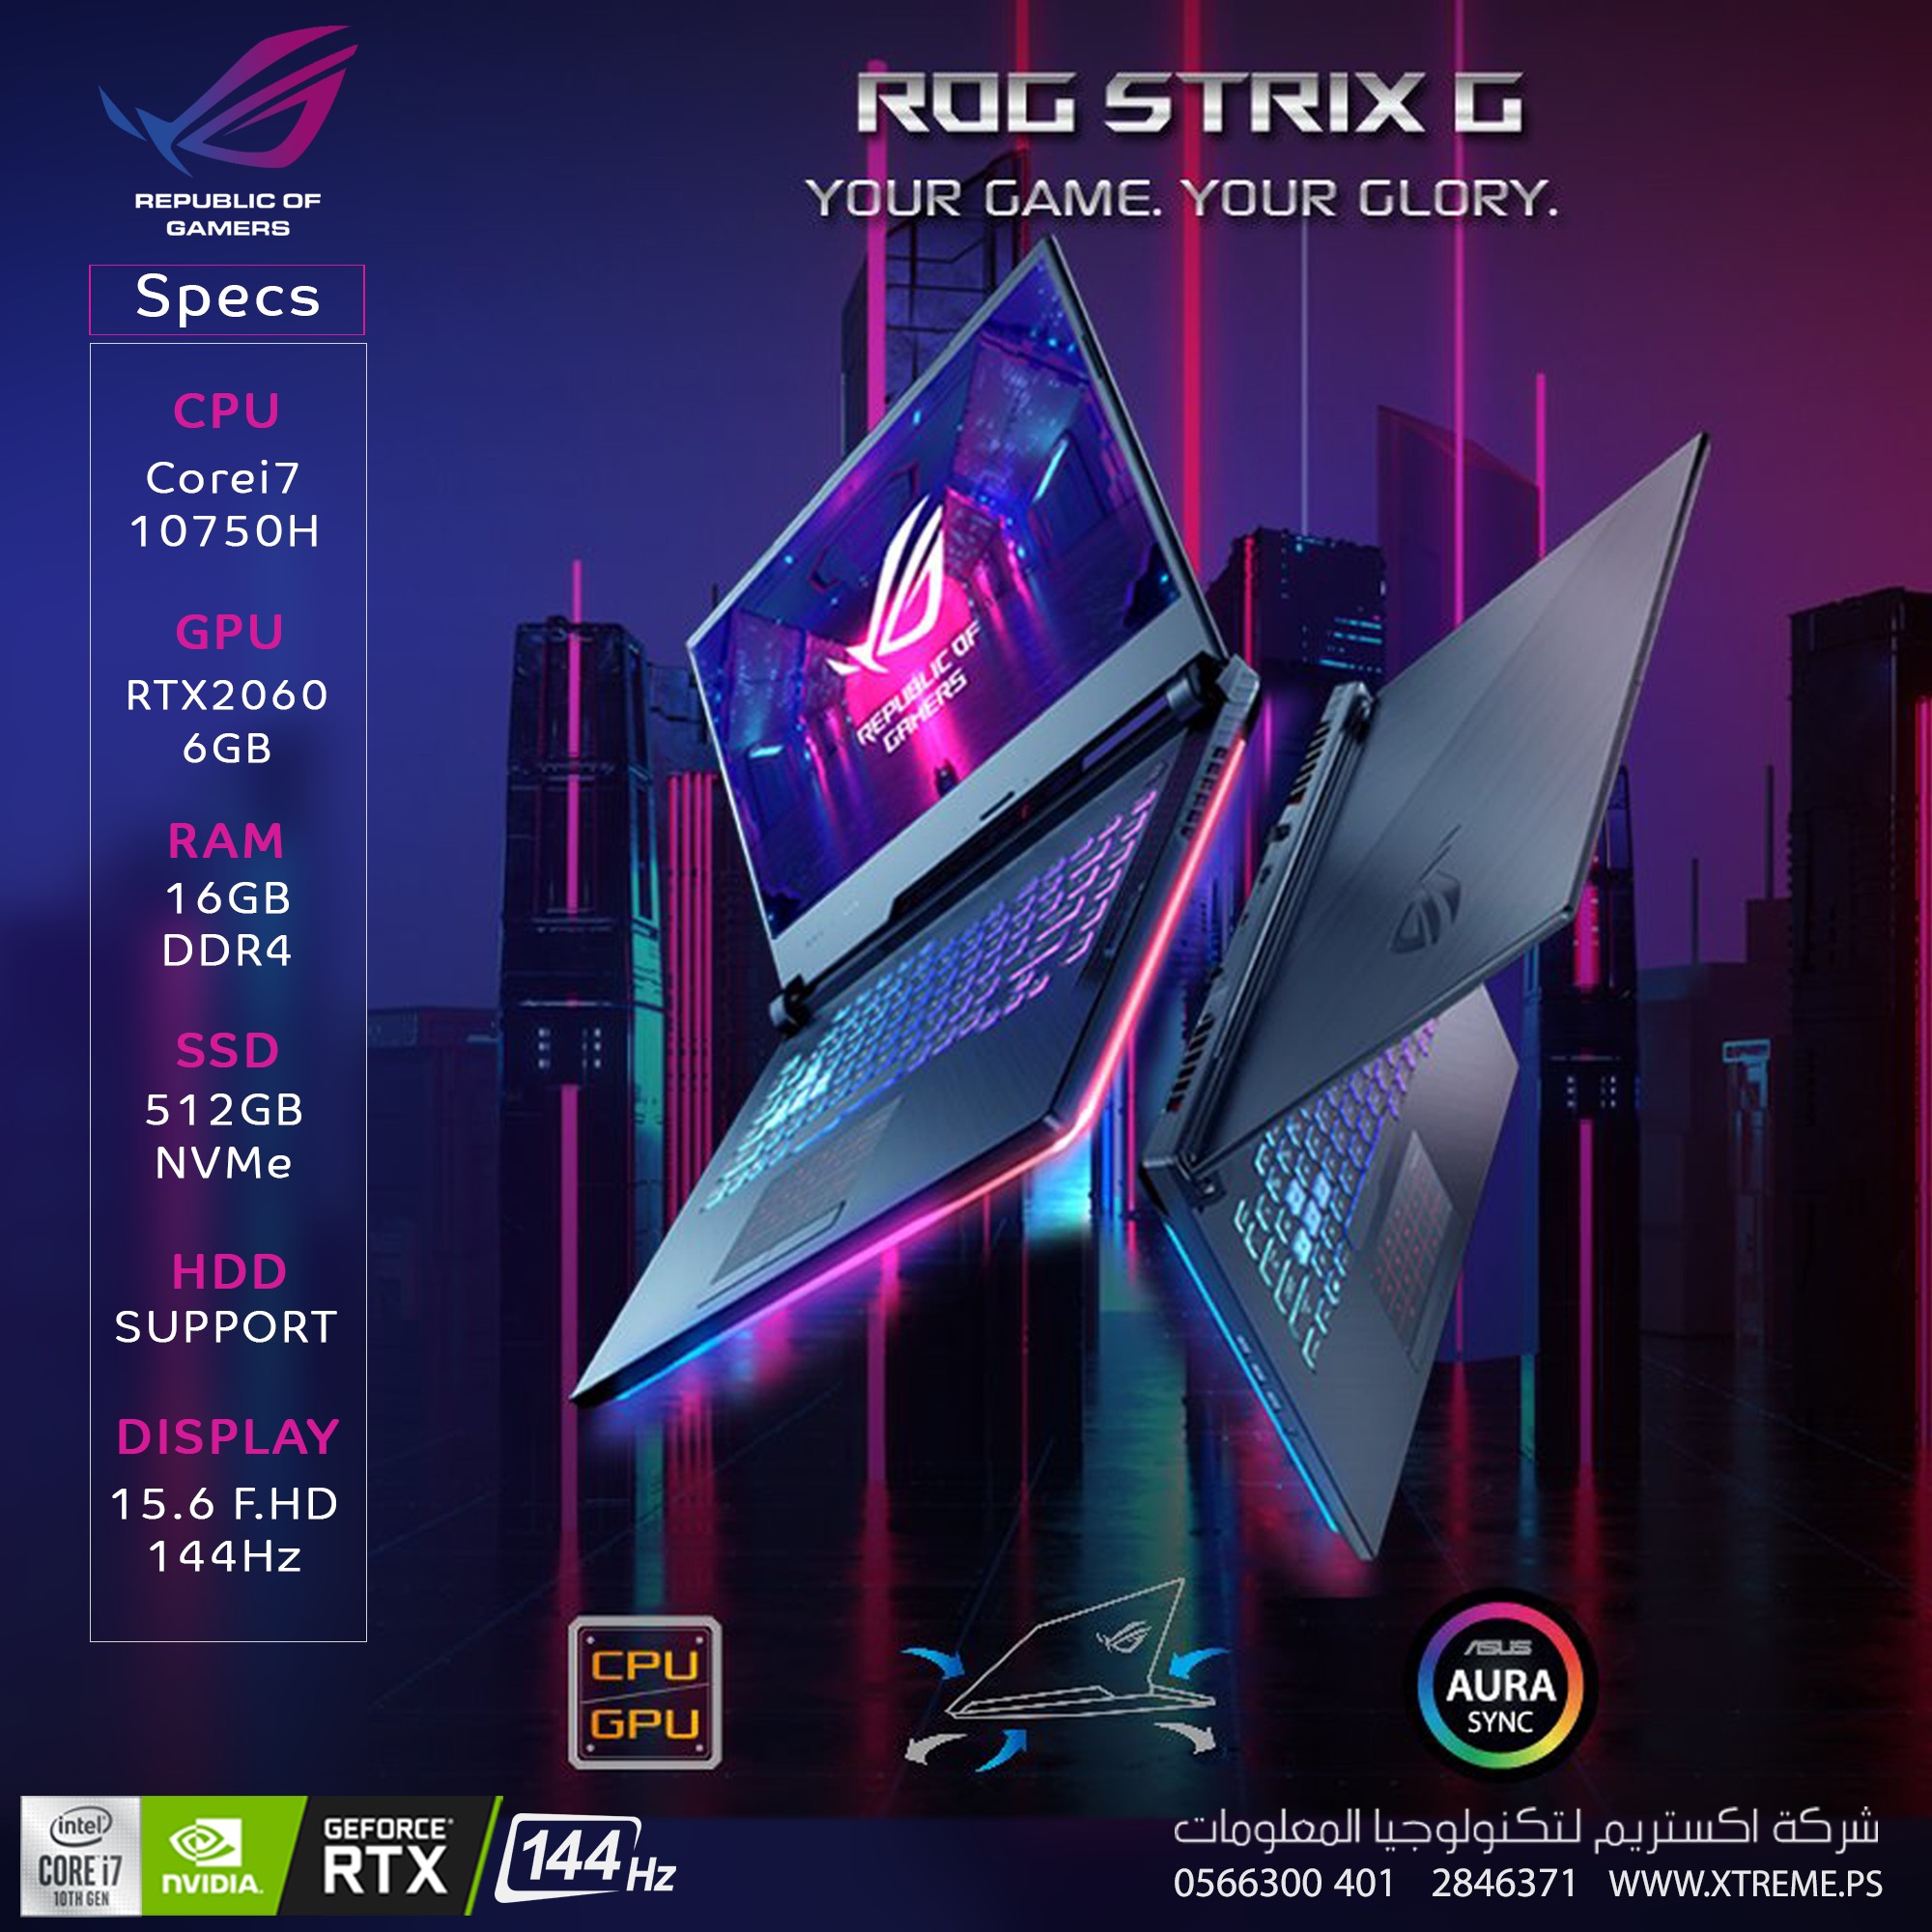 REPUBLIC OF
GAMERS
ROG STRIX G
YOUR GAME. YOUR GLORY.
Specs
CPU
Corei7
10750H
GPU
RTX2060
6GB
RAM
16GB
DDR4
SSD
512GB
NVMe
HDD
SUPPORT
DISPLAY
15.6 F.HD
144Hz
REPUBLIC OF
GAMERS
CPU
GPU
ASUS
AURA
SYNC
intel
CORE i7
10TH GEN
NVIDIA.
GEFORCE
RTX
144Hz
شركة اكستريم لتكنولوجيا المعلومات
0566300 401 2846371 WWW.XTREME.PS